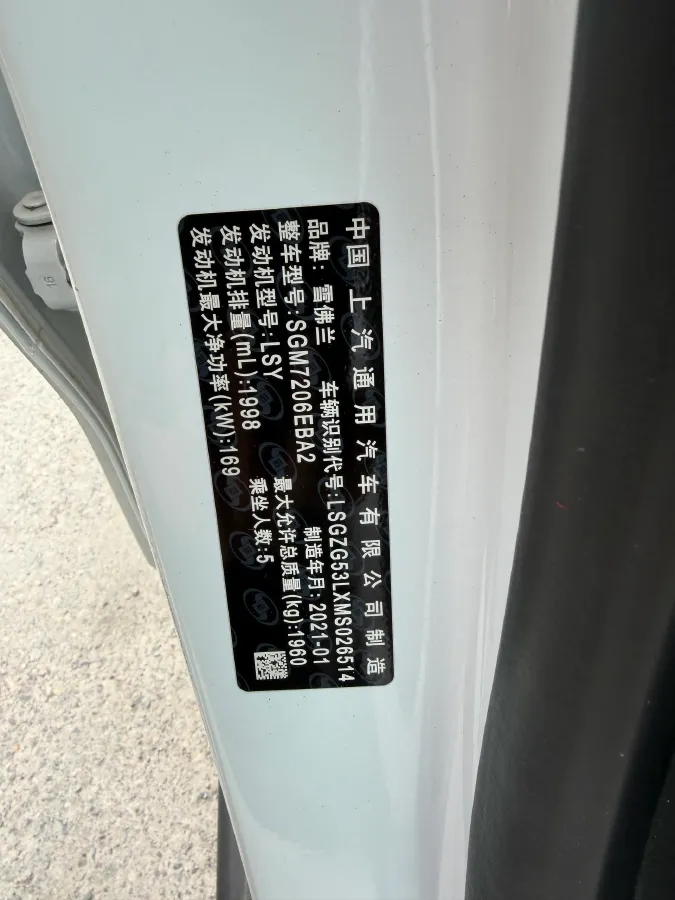 中国 上汽通用汽车有限公司制造
品牌：雪佛兰 车辆识别代号:LSGZG53LXMS026514
整车型号:SGM7206EBA2 制造年月:2021-01
发动机型号:LSY 最大允许总质量(kg):1960
发动机排量(mL):1998 乘坐人数:5
发动机最大净功率(kW):169